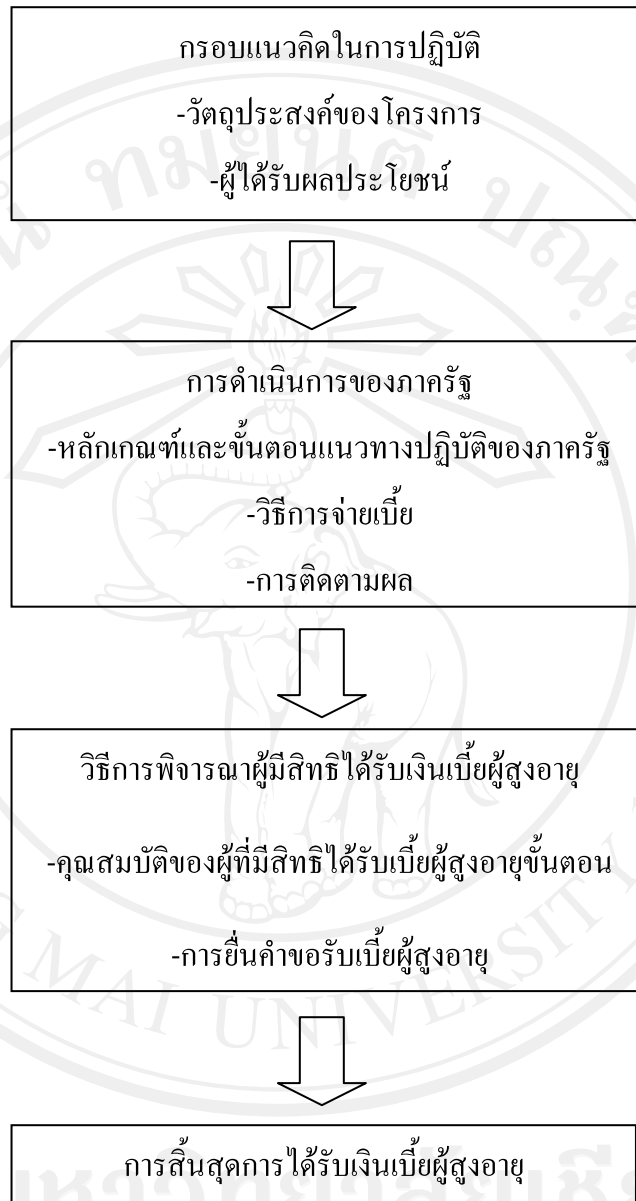 กรอบแนวคิดในการปฏิบัติ
-วัตถุประสงค์ของโครงการ
-ผู้ได้รับผลประโยชน์
การดำเนินการของภาครัฐ
-หลักเกณฑ์และขั้นตอนแนวทางปฏิบัติของภาครัฐ
-วิธีการจ่ายเบี้ย
-การติดตามผล
วิธีการพิจารณาผู้มีสิทธิได้รับเงินเบี้ยผู้สูงอายุ
-คุณสมบัติของผู้ที่มีสิทธิได้รับเบี้ยผู้สูงอายุขั้นตอน
-การยื่นคำขอรับเบี้ยผู้สูงอายุ
MAI UNIVERSITY
การสิ้นสุดการได้รับเงินเบี้ยผู้สูงอายุ